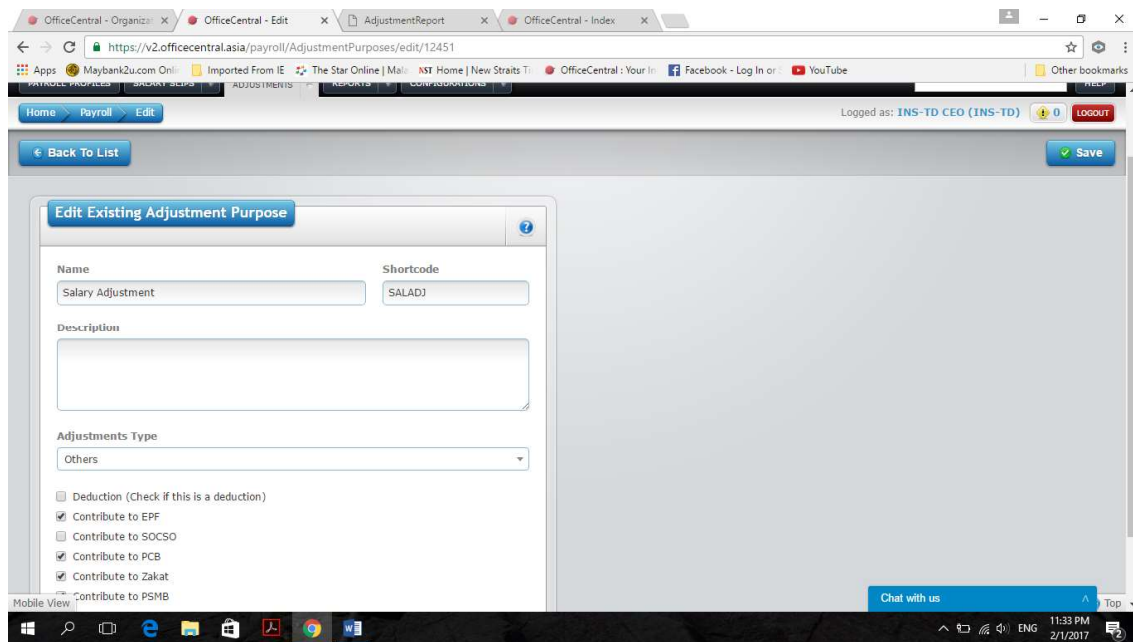 OfficeCentral - Organiza
OfficeCentral - Edit
AdjustmentReport
OfficeCentral - Index
https://v2.officecentral.asia/payroll/AdjustmentPurposes/edit/12451
Apps
Maybank2u.com Onli
Imported From IE
The Star Online | Mala
NST Home | New Straits T
OfficeCentral : Your In
Facebook - Log In or
YouTube
Other bookmarks
PAYROLL PROFILES
SALARY SLIPS
ADJUSTMENTS
REPORTS
CONFIGURATIONS
HELP
Home
Payroll
Edit
Logged as: INS-TD CEO (INS-TD)
0
LOGOUT
Back To List
Save
Edit Existing Adjustment Purpose
?
Name
Shortcode
Salary Adjustment
SALADJ
Description
Adjustments Type
Others
Deduction (Check if this is a deduction)
Contribute to EPF
Contribute to SOCSO
Contribute to PCB
Contribute to Zakat
Contribute to PSMB
Mobile View
Chat with us
Top
ENG
11:33 PM
2/1/2017
2